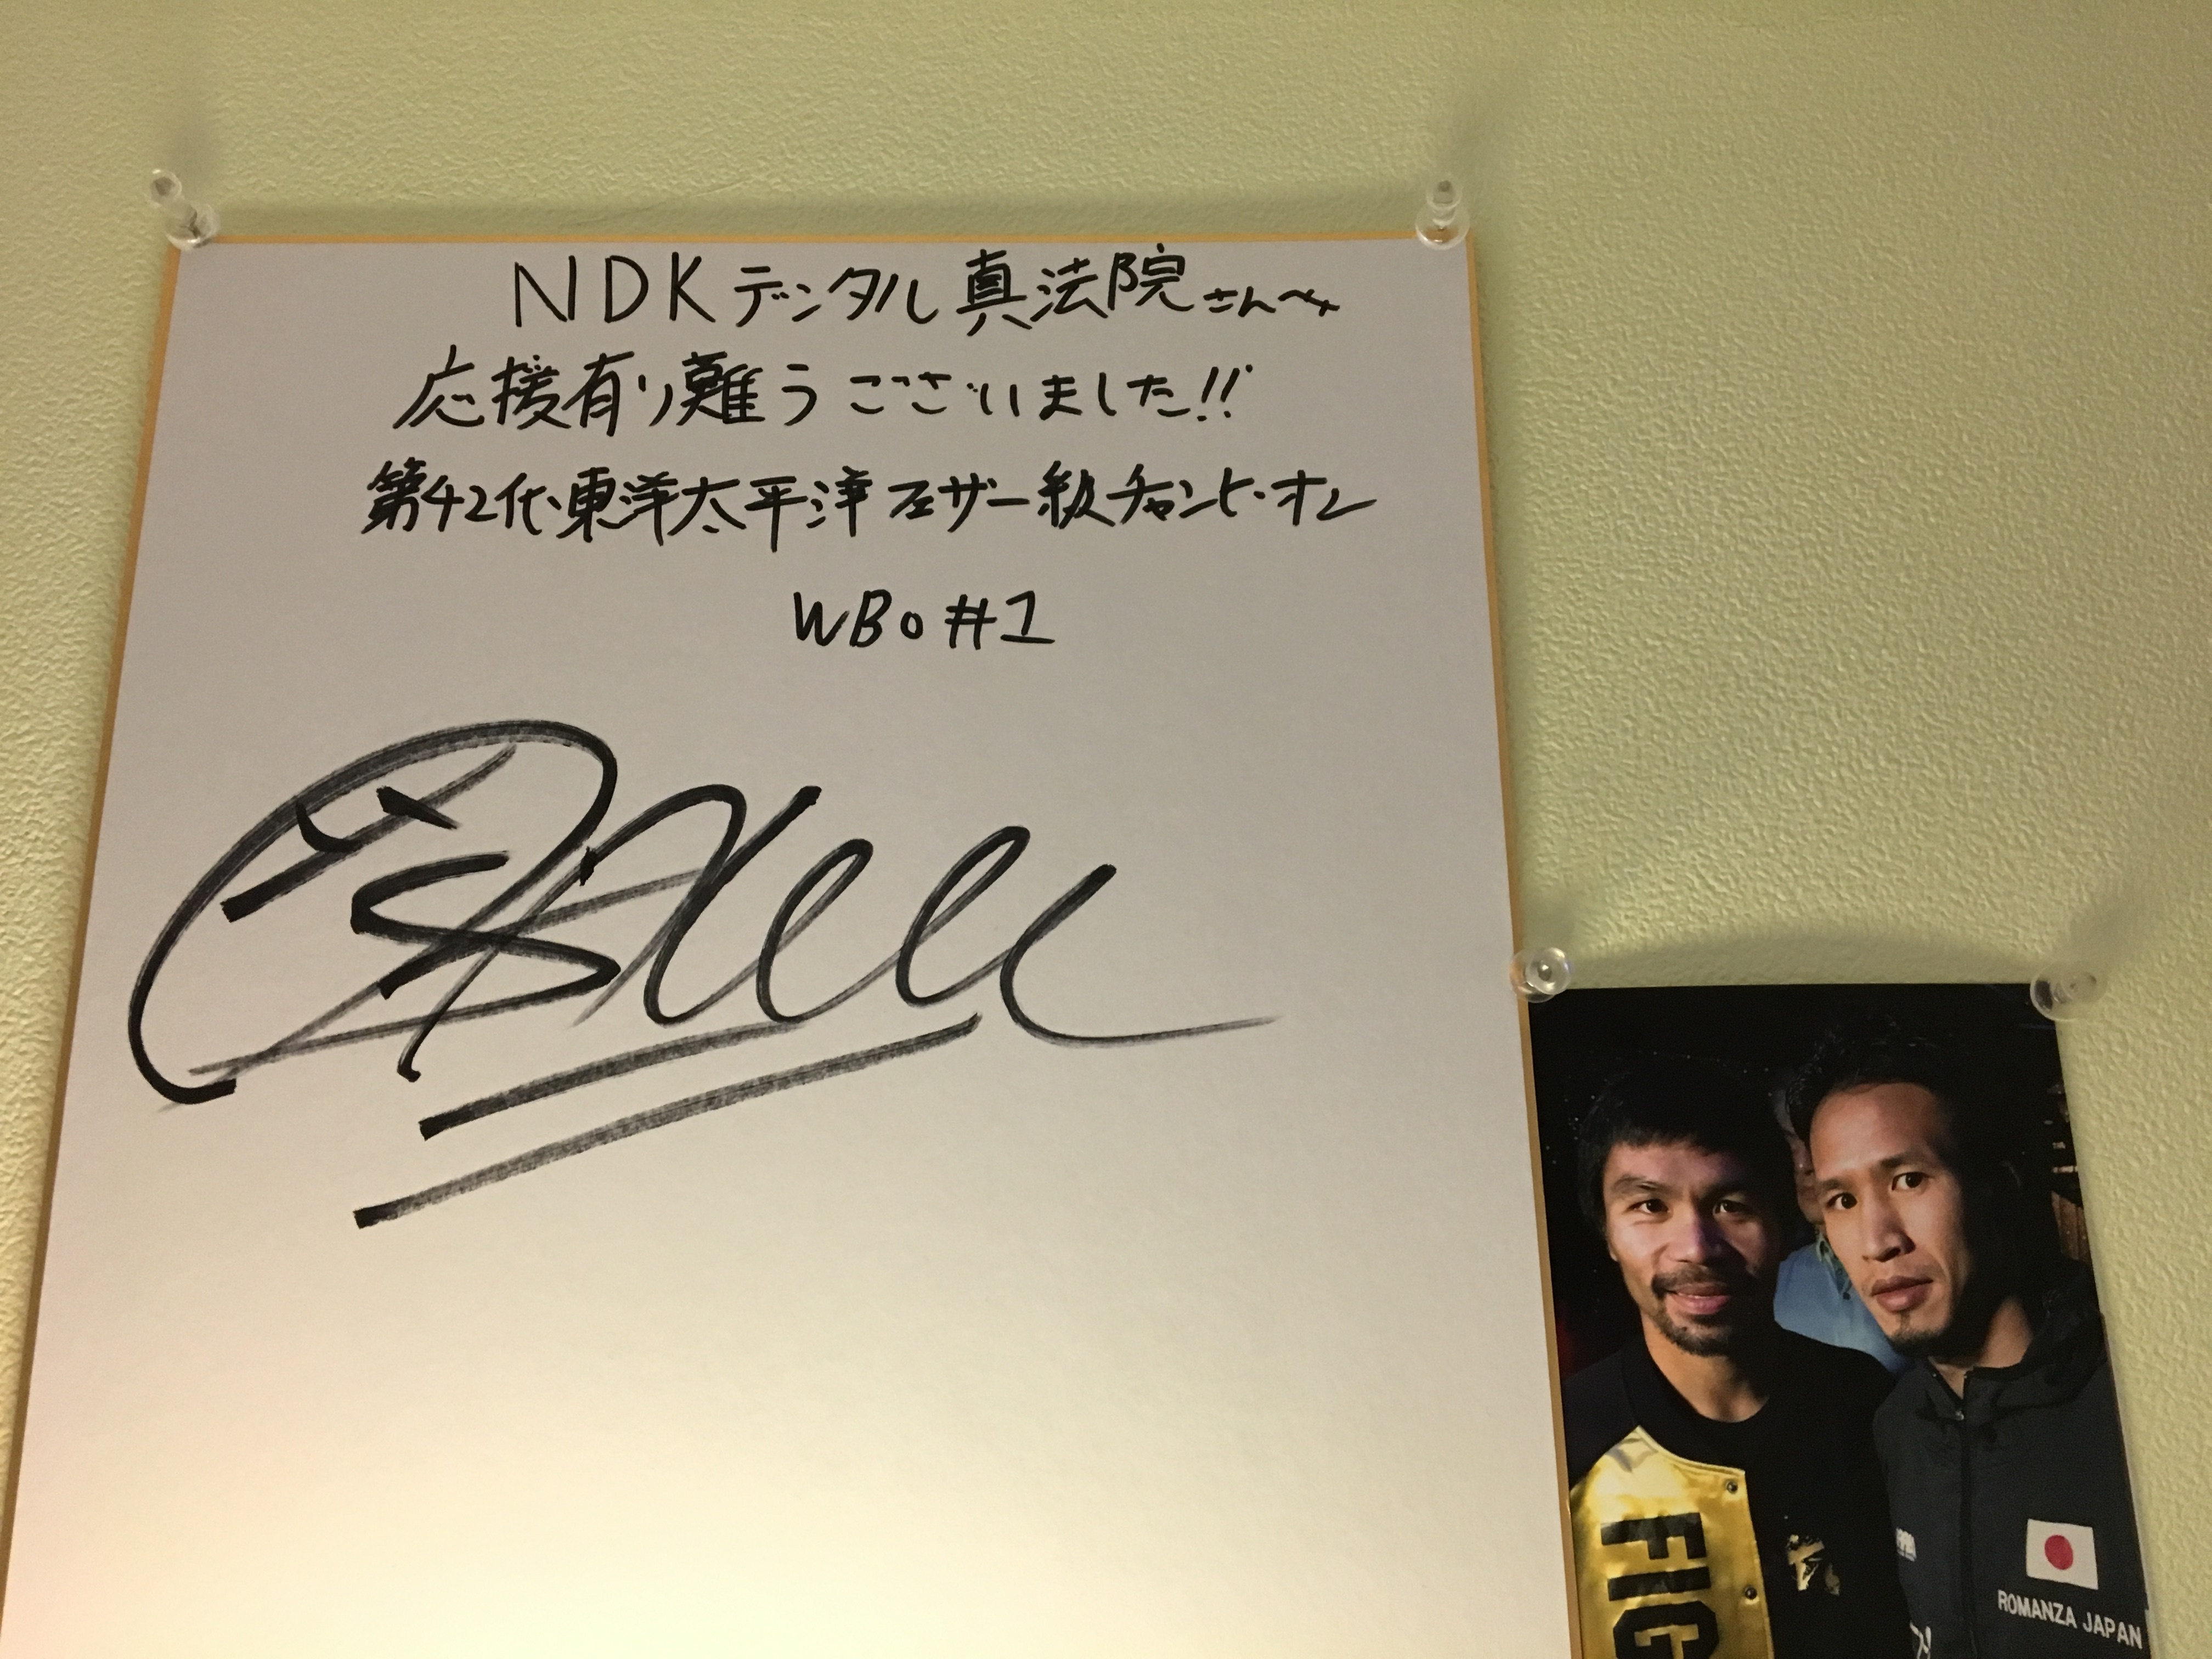 NDKデンタル真法院さんへ
応援有り難うございました!!
第42代東洋太平洋フェザー級チャンピオン
WBO #1
FIG
ROMANZA JAPAN